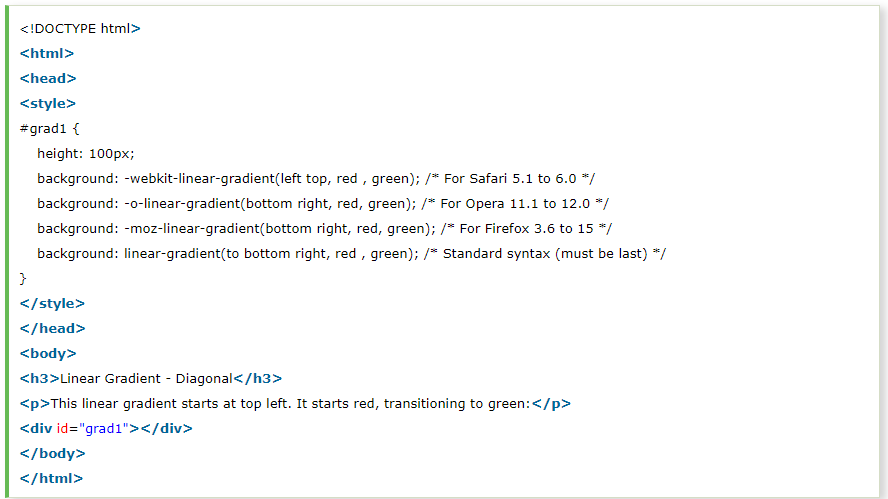 <!DOCTYPE html>
<html>
<head>
<style>
#grad1 {
    height: 100px;
    background: -webkit-linear-gradient(left top, red , green); /* For Safari 5.1 to 6.0 */
    background: -o-linear-gradient(bottom right, red, green); /* For Opera 11.1 to 12.0 */
    background: -moz-linear-gradient(bottom right, red, green); /* For Firefox 3.6 to 15 */
    background: linear-gradient(to bottom right, red , green); /* Standard syntax (must be last) */
}
</style>
</head>
<body>
<h3>Linear Gradient - Diagonal</h3>
<p>This linear gradient starts at top left. It starts red, transitioning to green:</p>
<div id="grad1"></div>
</body>
</html>